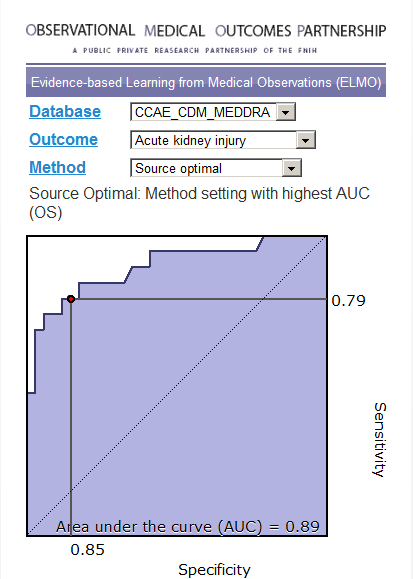 OBSERVATIONAL MEDICAL OUTCOMES PARTNERSHIP
A PUBLIC PRIVATE REASEARCH PARTNERSHIP OF THE FNIH
Evidence-based Learning from Medical Observations (ELMO)
Database CCAE_CDM_MEDDRA
Outcome Acute kidney injury
Method Source optimal
Source Optimal: Method setting with highest AUC
(OS)
0.79
Sensitivity
Area under the curve (AUC) = 0.89
0.85
Specificity